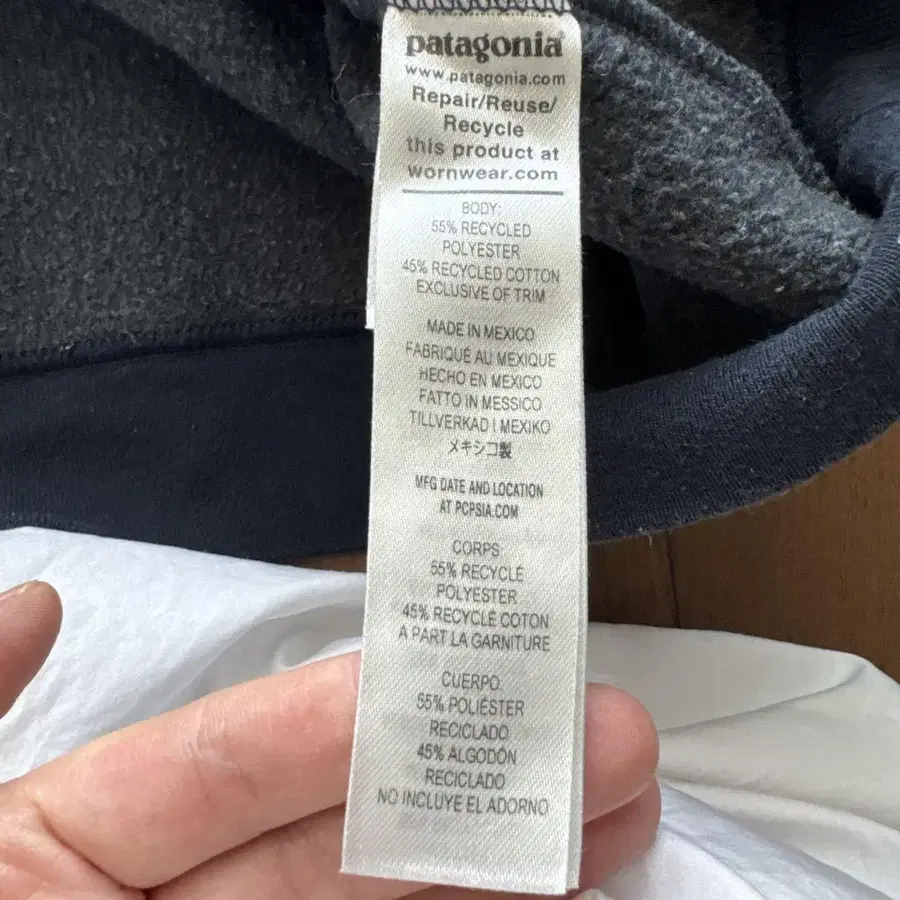 patagonia®
www.patagonia.com
Repair/Reuse/
Recycle
this product at
wornwear.com
BODY:
55% RECYCLED
POLYESTER
45% RECYCLED COTTON
EXCLUSIVE OF TRIM
MADE IN MEXICO
FABRIQUÉ AU MEXIQUE
HECHO EN MEXICO
FATTO IN MESSICO
TILLVERKAD I MEXIKO
メキシコ製
MFG DATE AND LOCATION
AT PCPSIA.COM
CORPS:
55% RECYCLÉ
POLYESTER
45% RECYCLÉ COTON
A PART LA GARNITURE
CUERPO:
55% POLIÉSTER
RECICLADO
45% ALGODÓN
RECICLADO
NO INCLUYE EL ADORNO